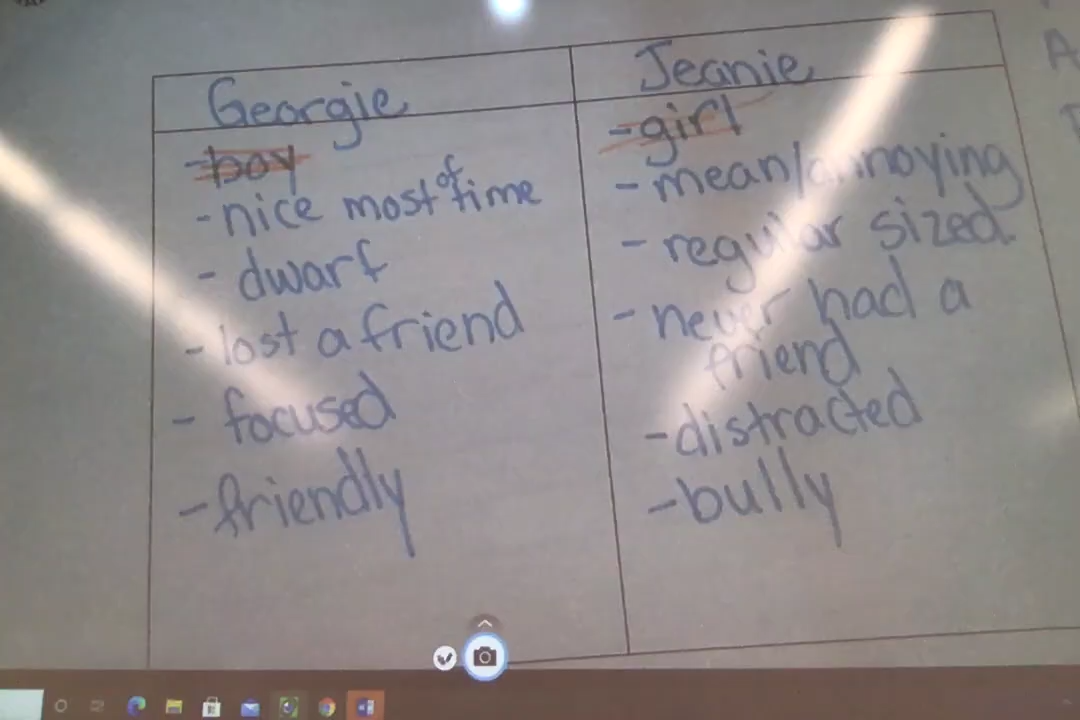 Georgie
- boy
- nice most of time
- dwarf
- lost a friend
- focused
- friendly
Jeanie
- girl
- mean/annoying
- regular sized
- never had a
friend
- distracted
- bully